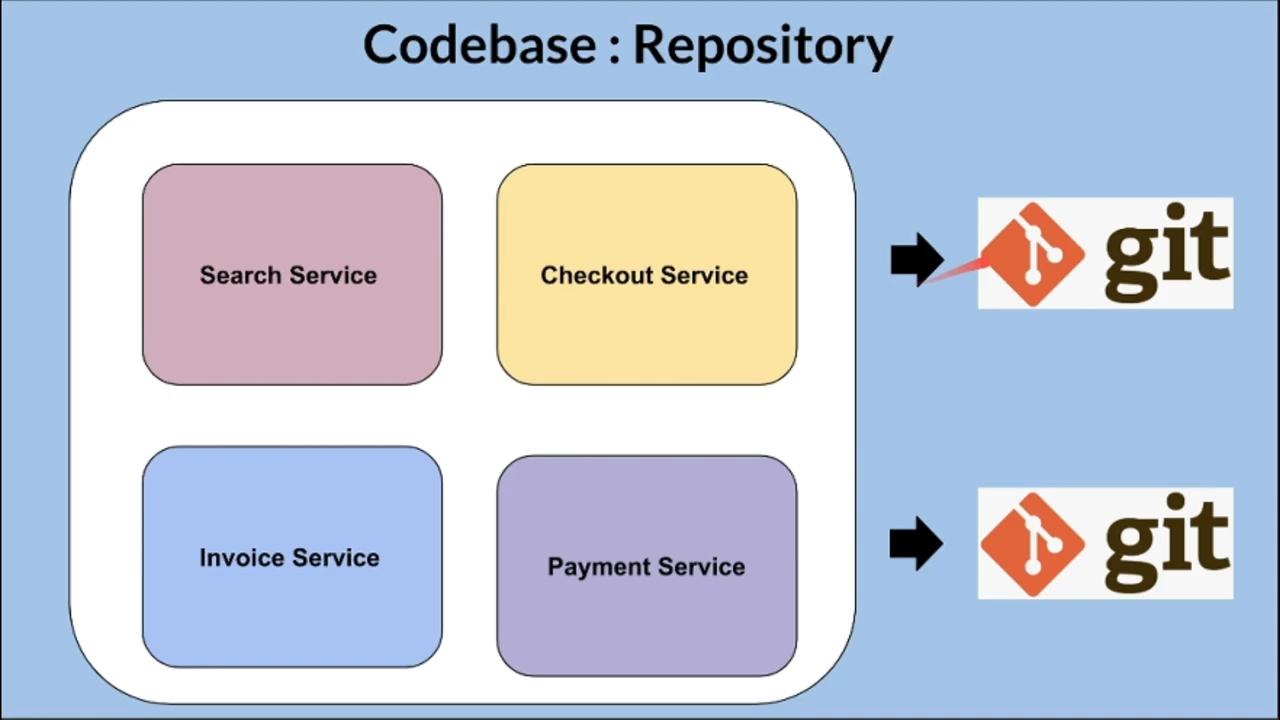 Codebase : Repository
Search Service
Checkout Service
git
Invoice Service
Payment Service
git